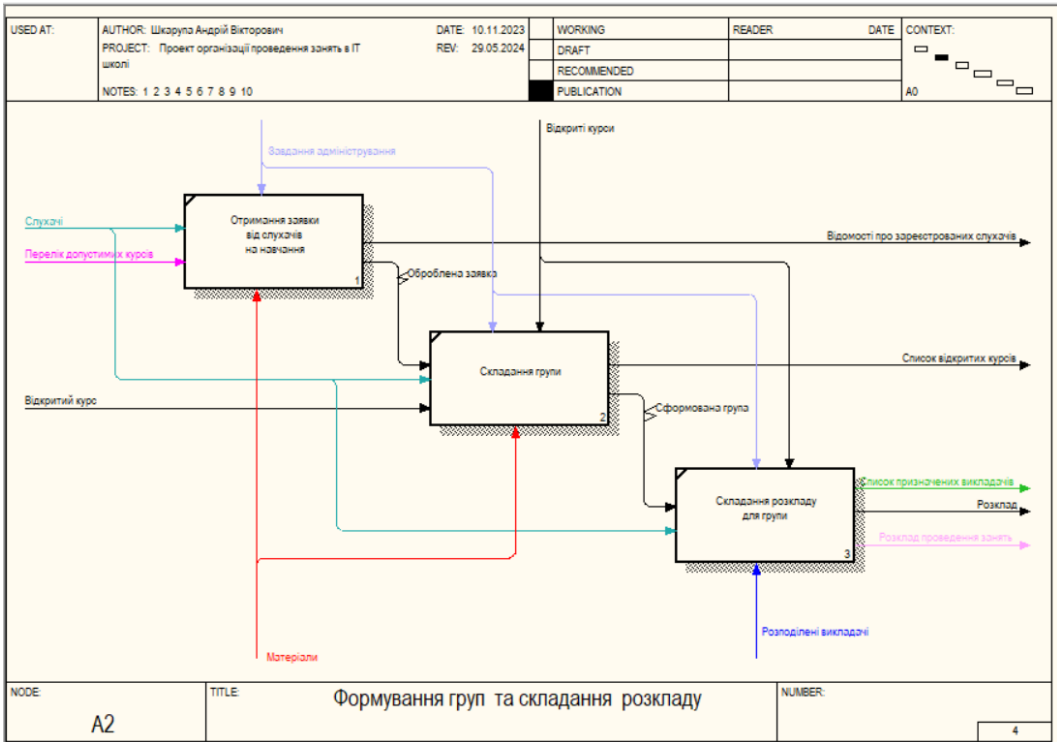 USED AT:
AUTHOR: Шкарупа Андрій Вікторович
DATE: 10.11.2023
PROJECT: Проект організації проведення занять в ІТ
школі
REV: 29.05.2024
NOTES: 1 2 3 4 5 6 7 8 9 10
WORKING
DRAFT
RECOMMENDED
PUBLICATION
READER
DATE
CONTEXT:
A0
Відкриті курси
Завдання адміністрування
Слухачі
Перелік допустимих курсів
Отримання заявки
від слухачів
на навчання
1
Відомості про зареєстрованих слухачів
Оброблена заявка
Складання групи
2
Список відкритих курсів
Відкритий курс
Сформована група
Складання розкладу
для групи
3
Список призначених викладачів
Розклад
Розклад проведення занять
Розподілені викладачі
Матеріали
NODE:
A2
TITLE:
Формування груп та складання розкладу
NUMBER:
4